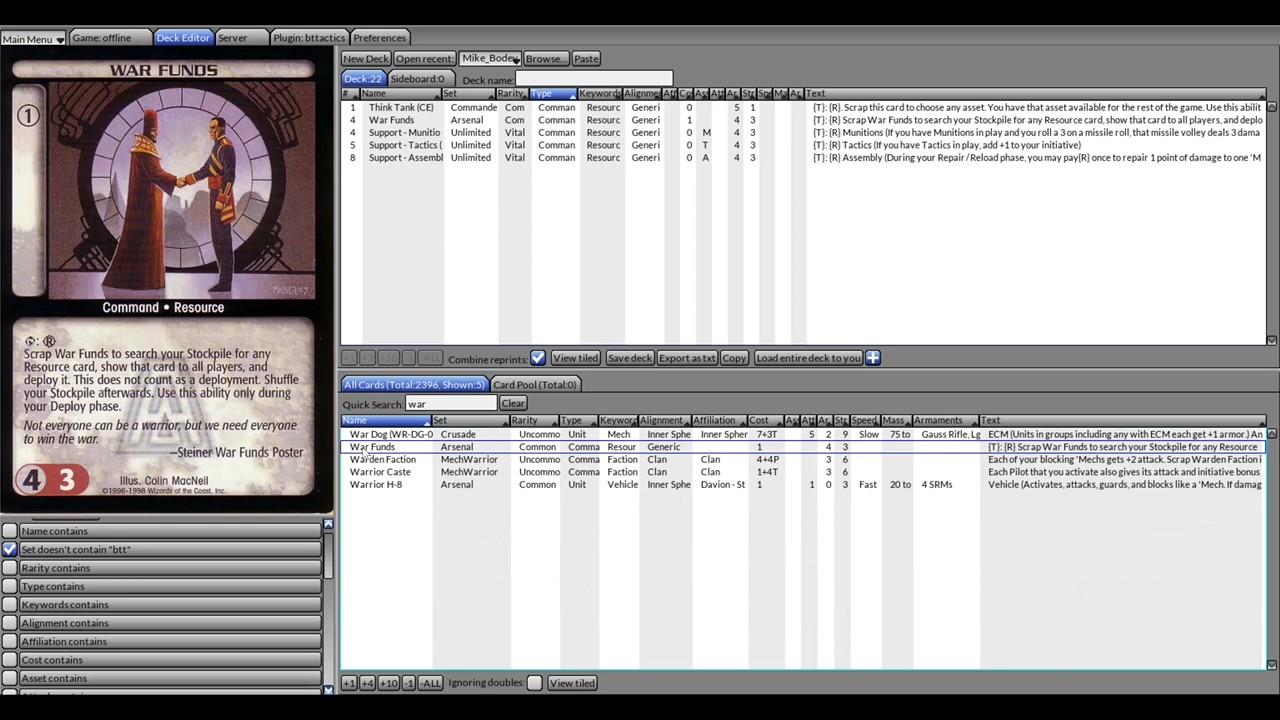 Main Menu
Game: offline
Deck Editor
Server
Plugin: bttactics
Preferences
WAR FUNDS
1
Command • Resource
Ⓡ
Scrap War Funds to search your Stockpile for any
Resource card, show that card to all players, and
deploy it. This does not count as a deployment. Shuffle
your Stockpile afterwards. Use this ability only during
your Deploy phase.
Not everyone can be a warrior, but we need everyone
to win the war.
—Steiner War Funds Poster
4 3
Illus. Colin MacNeil
©1996-1998 Wizards of the Coast, Inc.
Name contains
Set doesn't contain "btt"
Rarity contains
Type contains
Keywords contains
Alignment contains
Affiliation contains
Cost contains
Asset contains
New Deck Open recent: Mike_Bode Browse... Paste
Deck:22 Sideboard:0 Deck name:
# Name Set Rarity Type Keyword Alignme Att Co As Att Ar Str Sp Ma Ar Text
1 Think Tank (CE) Commande Com Comman Resourc Generi 0 5 1 {T}: {R}. Scrap this card to choose any asset. You have that asset available for the rest of the game. Use this abilit
4 War Funds Arsenal Com Comman Resourc Generi 1 4 3 {T}: {R} Scrap War Funds to search your Stockpile for any Resource card, show that card to all players, and deplo
4 Support - Munitio Unlimited Vital Comman Resourc Generi 0 M 4 3 {T}: {R} Munitions (If you have Munitions in play and you roll a 3 on a missile roll, that missile volley deals 3 dama
5 Support - Tactics ( Unlimited Vital Comman Resourc Generi 0 T 4 3 {T}: {R} Tactics (If you have Tactics in play, add +1 to your initiative)
8 Support - Assembl Unlimited Vital Comman Resourc Generi 0 A 4 3 {T}: {R} Assembly (During your Repair / Reload phase, you may pay{R} once to repair 1 point of damage to one 'M
+1 +10 -1 -ALL Combine reprints: View tiled Save deck Export as txt Copy Load entire deck to you
All Cards (Total:2396, Shown:5) Card Pool (Total:0)
Quick Search: war Clear
Name Set Rarity Type Keyword Alignment Affiliation Cost As Att Ar Str Speed Mass Armaments Text
War Dog (WR-DG-0 Crusade Uncommo Unit Mech Inner Sphe Inner Spher 7+3T 5 2 9 Slow 75 to Gauss Rifle, Lg ECM (Units in groups including any with ECM each get +1 armor.) An
War Funds Arsenal Common Comma Resour Generic 1 4 3 {T}: {R} Scrap War Funds to search your Stockpile for any Resource
Warden Faction MechWarrior Uncommo Comma Faction Clan Clan 4+4P 3 6 Each of your blocking 'Mechs gets +2 attack. Scrap Warden Faction i
Warrior Caste MechWarrior Uncommo Comma Faction Clan Clan 1+4T 3 6 Each Pilot that you activate also gives its attack and initiative bonus
Warrior H-8 Arsenal Common Unit Vehicle Inner Sphe Davion - St 1 1 0 3 Fast 20 to 4 SRMs Vehicle (Activates, attacks, guards, and blocks like a 'Mech. If damag
+1 +4 +10 -1 -ALL Ignoring doubles: View tiled